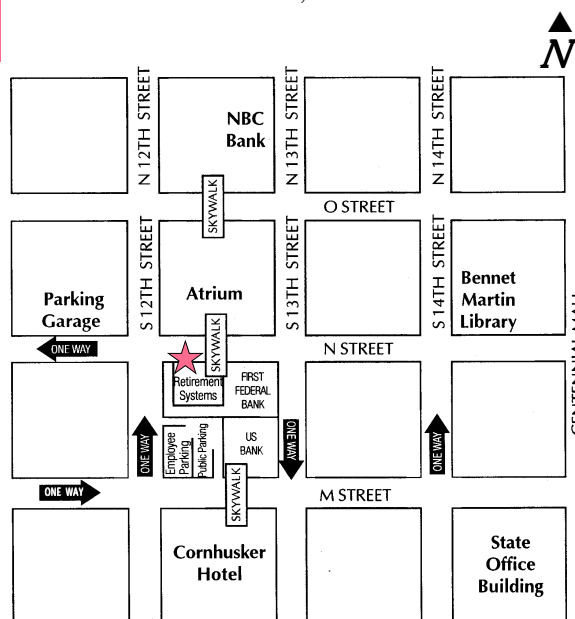 N
N 12TH STREET
N 13TH STREET
N 14TH STREET
NBC
Bank
SKYWALK
O STREET
S 12TH STREET
S 13TH STREET
S 14TH STREET
Parking
Garage
Atrium
Bennet
Martin
Library
SKYWALK
ONE WAY
N STREET
Retirement
Systems
FIRST
FEDERAL
BANK
ONE WAY
Employee
Parking
Public Parking
US
BANK
ONE WAY
ONE WAY
ONE WAY
SKYWALK
M STREET
Cornhusker
Hotel
State
Office
Building